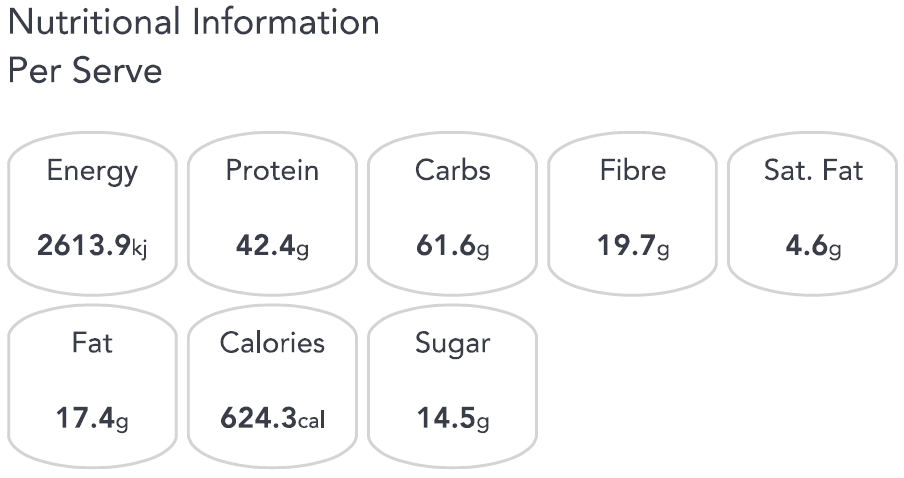 Nutritional Information
Per Serve
Energy
2613.9kj
Protein
42.4g
Carbs
61.6g
Fibre
19.7g
Sat. Fat
4.6g
Fat
17.4g
Calories
624.3cal
Sugar
14.5g